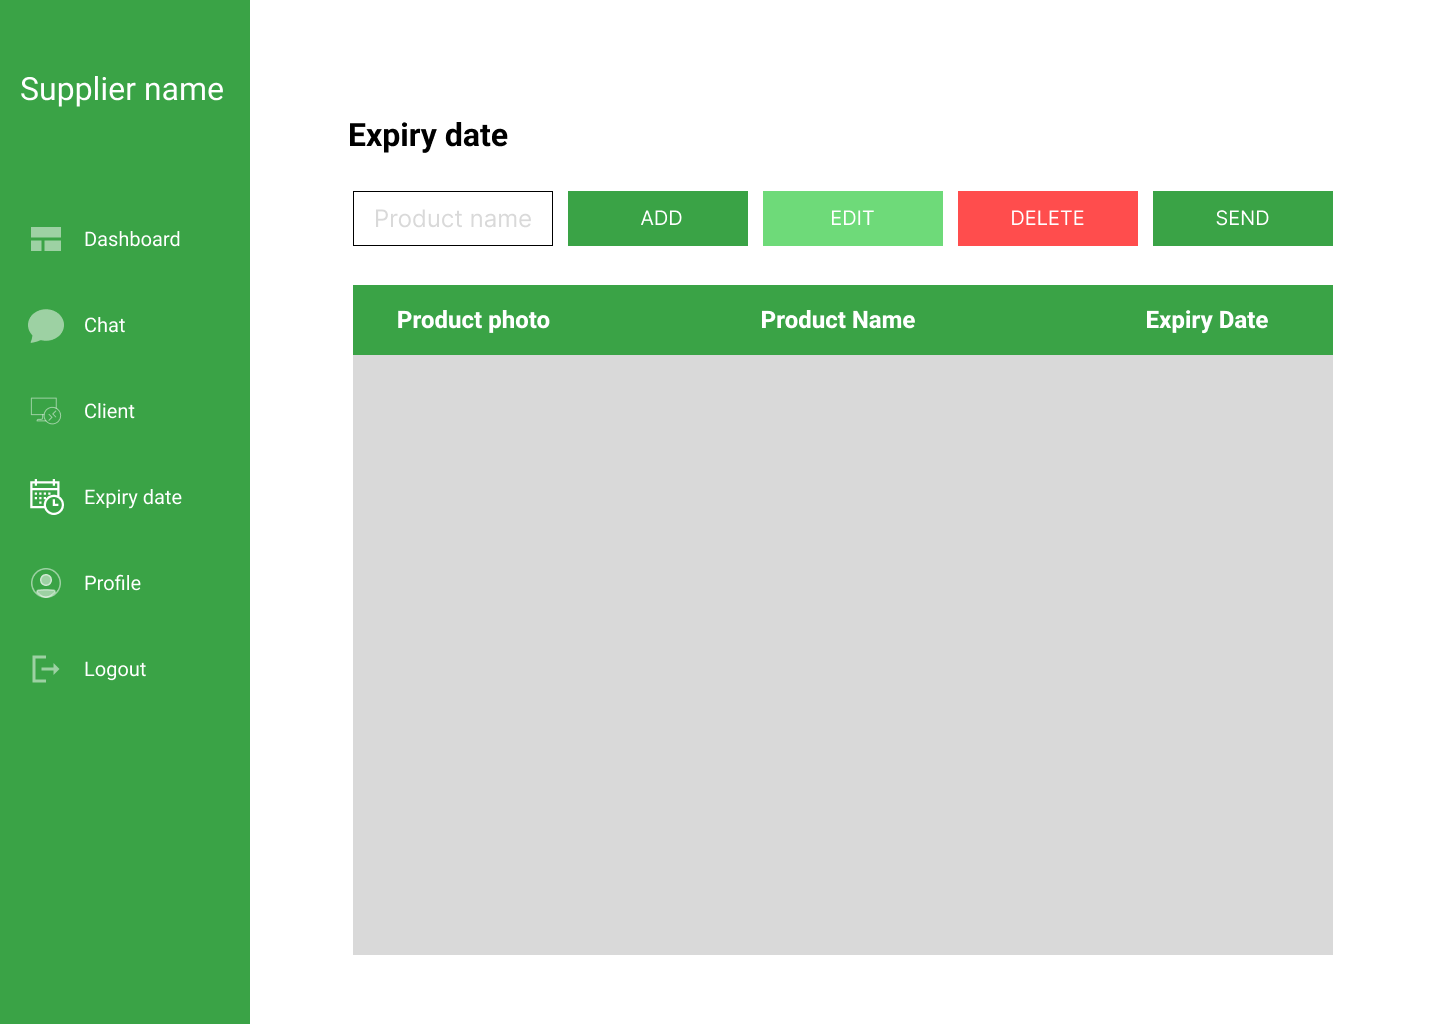 Supplier name
Dashboard
Chat
Client
Expiry date
Profile
Logout
Expiry date
Product name
ADD
EDIT
DELETE
SEND
Product photo
Product Name
Expiry Date